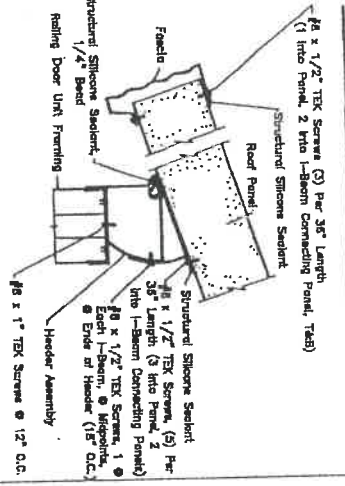 #8 x 1/2" TEK Screws (3) Per 36" Length
(1 Into Panel, 2 Into I-Beam Connecting Panel, T&B)
Structural Silicone Sealant
Roof Panel
Fascia
Structural Silicone Sealant
#8 x 1/2" TEK Screws, (5) Per
36" Length (3 Into Panel, 2
Into I-Beam Connecting Panels)
#8 x 1/2" TEK Screws, 1 @
Each I-Beam, @ Midpoints,
@ Ends of Header (18" O.C.)
Header Assembly
#8 x 1" TEK Screws @ 12" O.C.
Structural Silicone Sealant,
1/4" Bead
Rolling Door Unit Framing